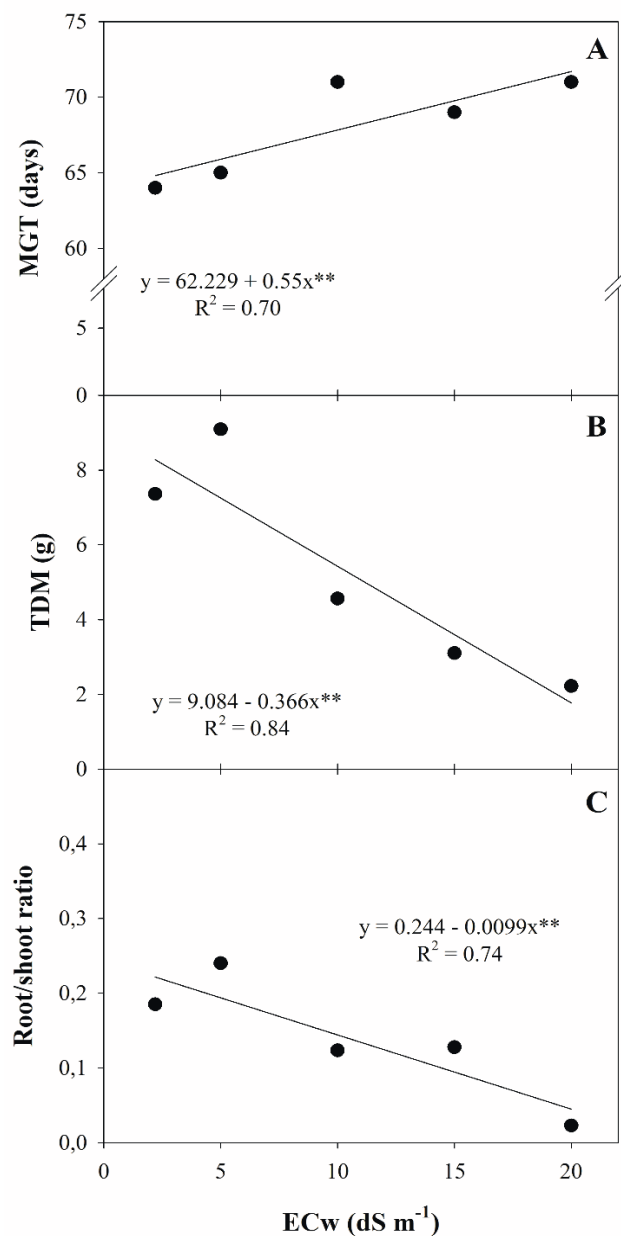 75
A
70
65
60
MGT (days)
y = 62.229 + 0.55x**
R² = 0.70
5
0
B
8
6
4
2
0
TDM (g)
y = 9.084 - 0.366x**
R² = 0.84
C
0,4
0,3
0,2
0,1
0,0
Root/shoot ratio
y = 0.244 - 0.0099x**
R² = 0.74
0 5 10 15 20
ECw (dS m⁻¹)